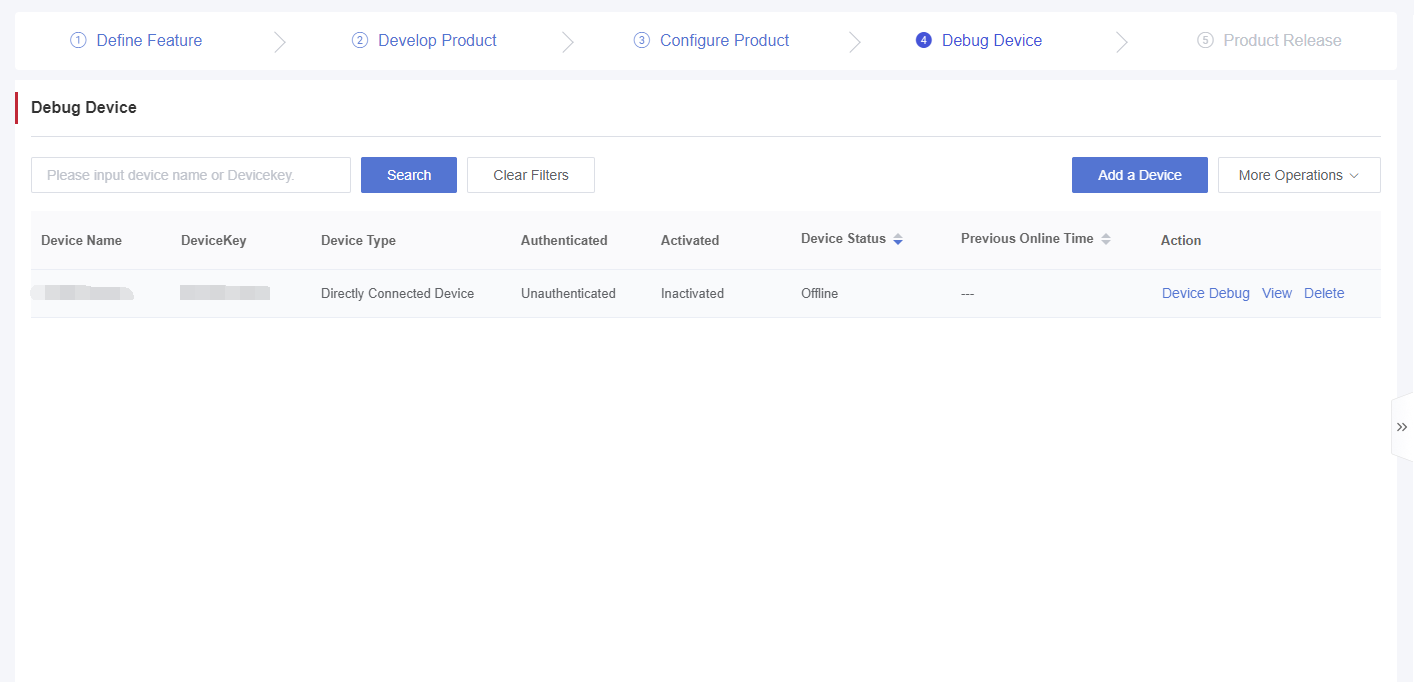 1 Define Feature
2 Develop Product
3 Configure Product
4 Debug Device
5 Product Release
Debug Device
Please input device name or Devicekey.
Search
Clear Filters
Add a Device
More Operations
Device Name DeviceKey Device Type Authenticated Activated Device Status Previous Online Time Action
Directly Connected Device Unauthenticated Inactivated Offline --- Device Debug View Delete